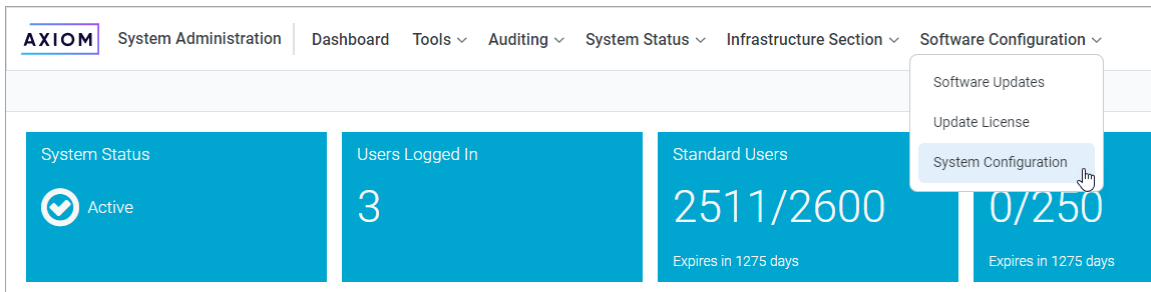 AXIOM System Administration Dashboard Tools Auditing System Status Infrastructure Section Software Configuration
Software Updates
Update License
System Configuration
System Status
Active
Users Logged In
3
Standard Users
2511/2600
Expires in 1275 days
0/250
Expires in 1275 days